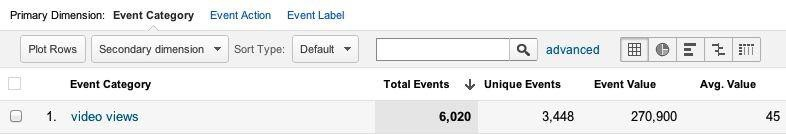 Primary Dimension: Event Category Event Action Event Label
Plot Rows Secondary dimension Sort Type: Default advanced
Event Category Total Events Unique Events Event Value Avg. Value
1. video views 6,020 3,448 270,900 45